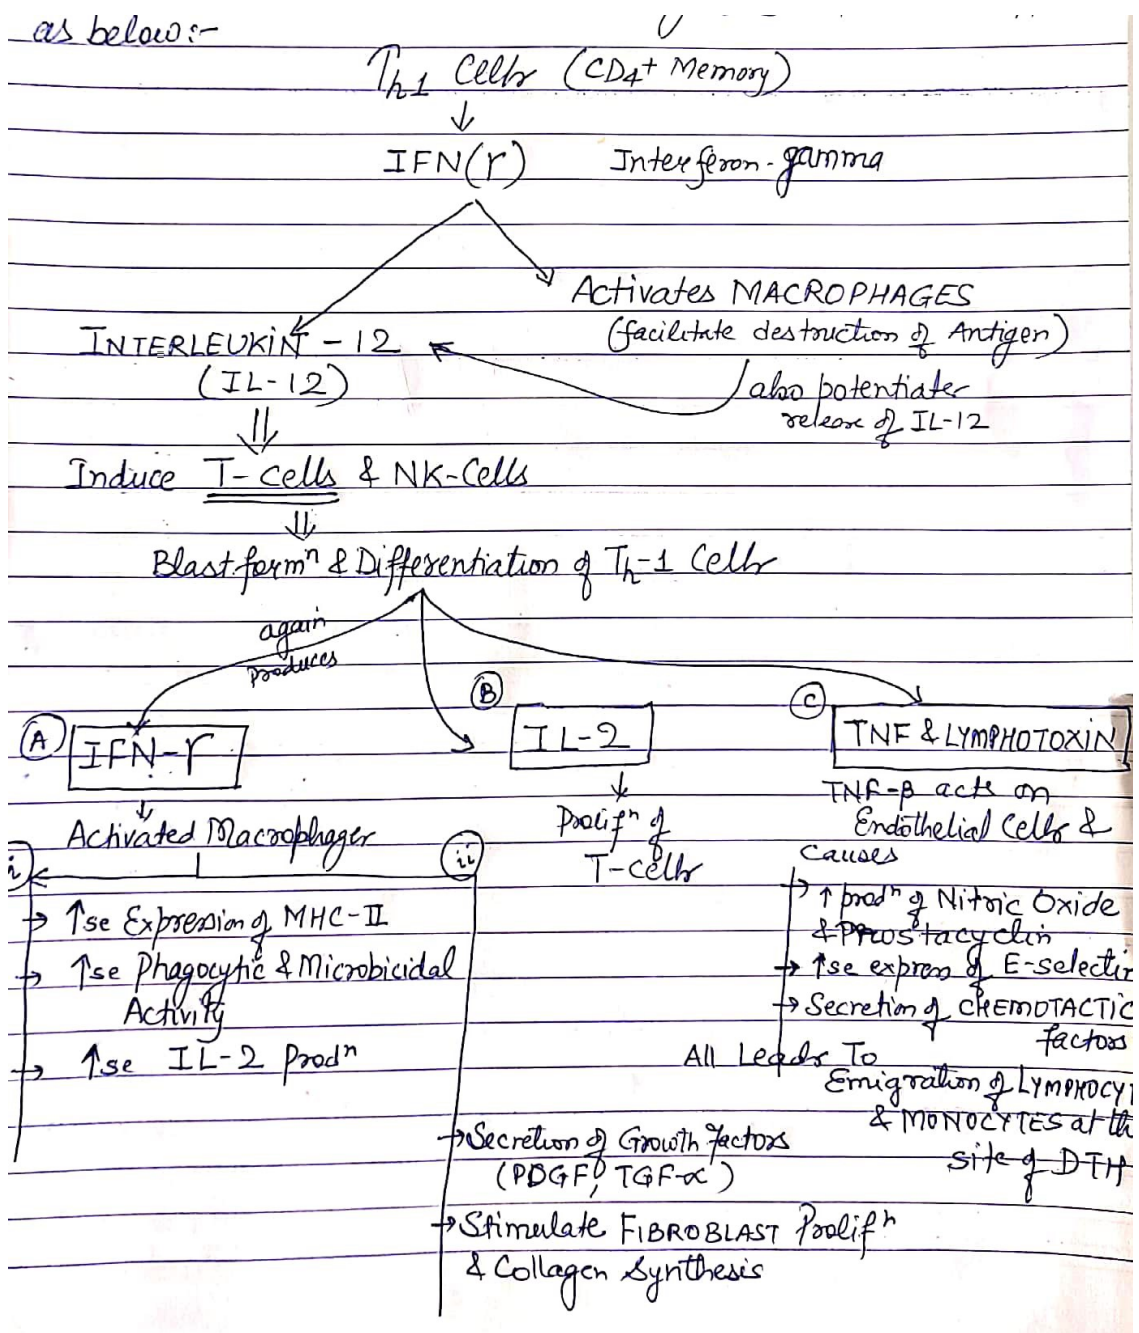 as below :-
Th1 Cells (CD4+ Memory)
IFN(r) Interferon-gamma
Activates MACROPHAGES
(facilitate destruction of Antigen)
INTERLEUKIN - 12
(IL-12)
also potentiates
release of IL-12
Induce T-cells & NK-Cells
Blast formⁿ & Differentiation of Th-1 Cells
again
produces
A IFN-r
B IL-2
C TNF & LYMPHOTOXIN
Activated Macrophages
i
→ ↑se Expression of MHC-II
→ ↑se Phagocytic & Microbicidal
Activity
→ ↑se IL-2 Prodⁿ
ii
→ Secretion of Growth factors
(PDGF, TGF-α)
→ Stimulate FIBROBLAST Prolifⁿ
& Collagen Synthesis
Prolifⁿ of
T-cells
TNF-β acts on
Endothelial Cells &
causes
→ ↑ prodⁿ of Nitric Oxide
& Prostacyclin
→ ↑se express of E-selectin
→ Secretion of CHEMOTACTIC
factors
All Leads To
Emigration of LYMPHOCYT
& MONOCYTES at th
site of DTH